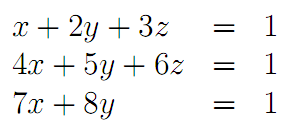 x + 2y + 3z = 1
4x + 5y + 6z = 1
7x + 8y = 1